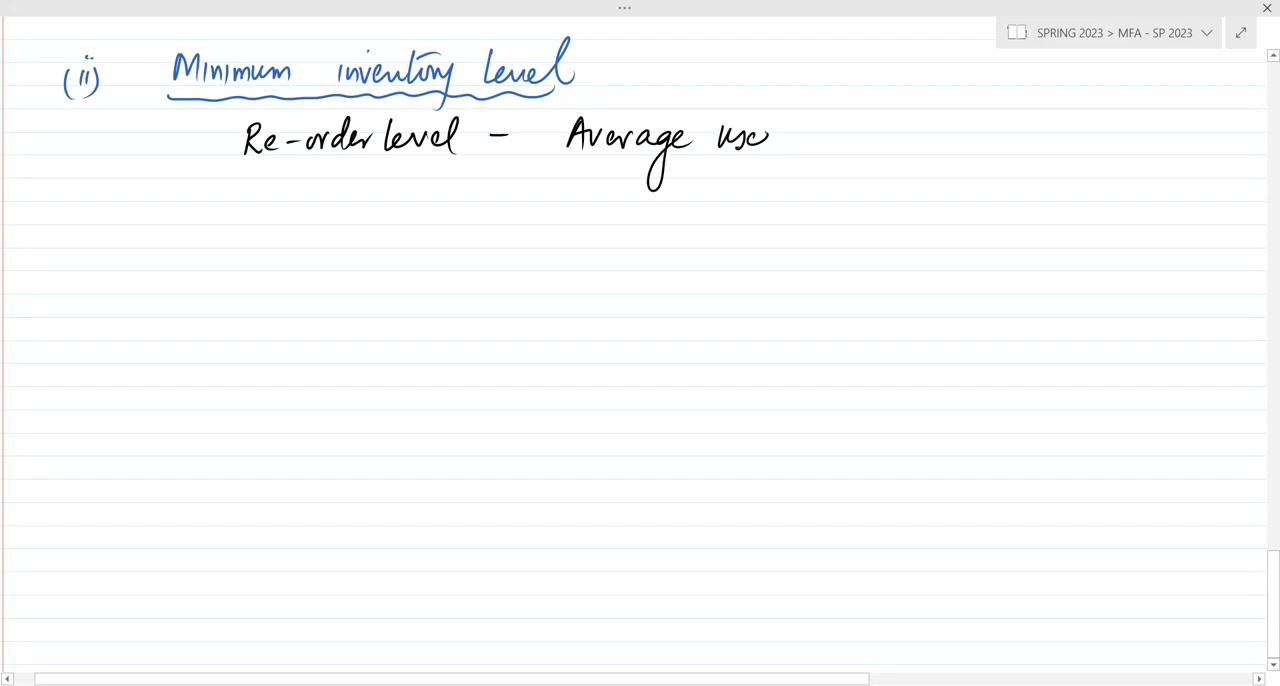 SPRING 2023 > MFA - SP 2023
(ii) Minimum inventory Level
Re-order level - Average use